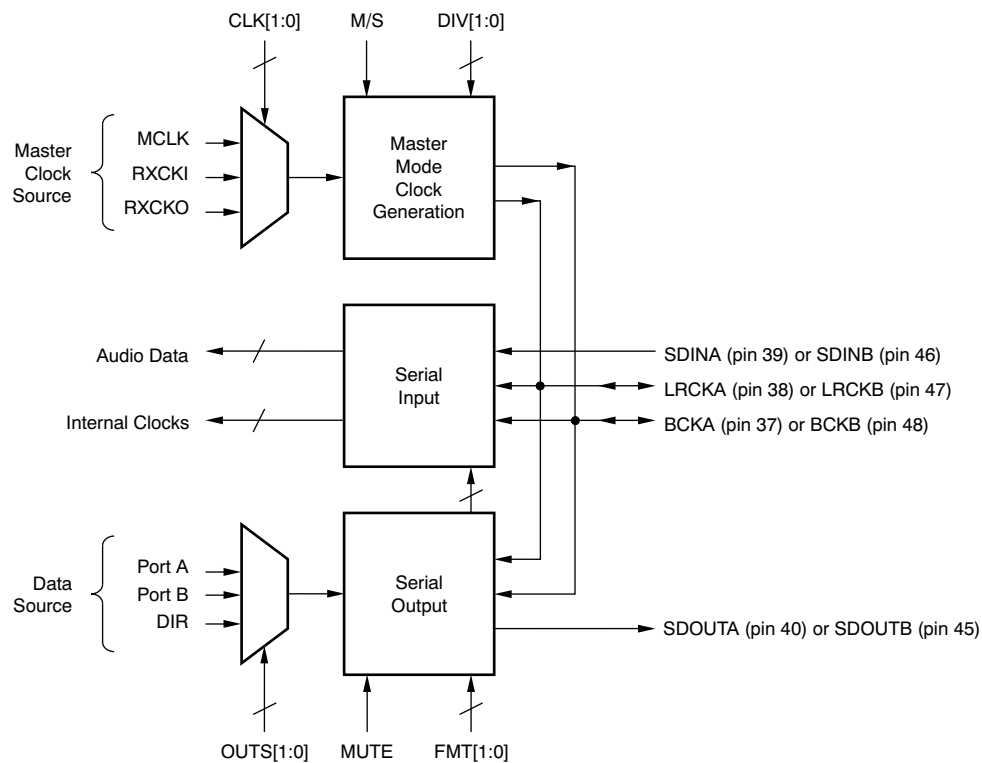 CLK[1:0]
M/S
DIV[1:0]
Master
Clock
Source
MCLK
RXCKI
RXCKO
Master
Mode
Clock
Generation
Audio Data
Internal Clocks
Serial
Input
SDINA (pin 39) or SDINB (pin 46)
LRCKA (pin 38) or LRCKB (pin 47)
BCKA (pin 37) or BCKB (pin 48)
Data
Source
Port A
Port B
DIR
Serial
Output
SDOUTA (pin 40) or SDOUTB (pin 45)
OUTS[1:0]
MUTE
FMT[1:0]